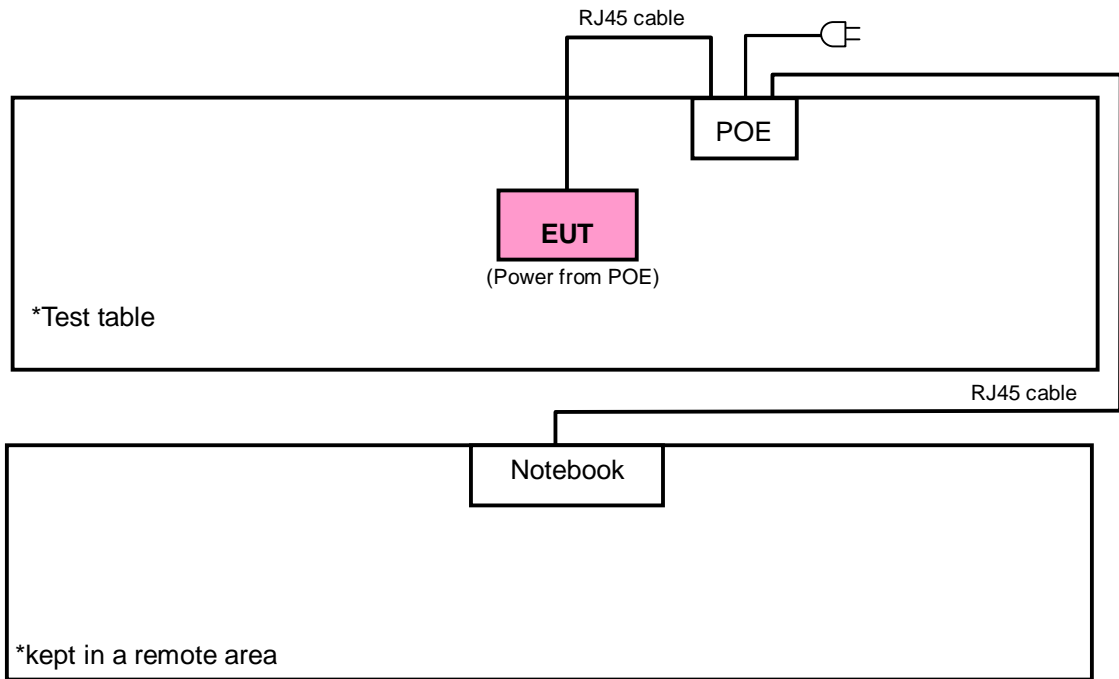 RJ45 cable
POE
EUT
(Power from POE)
*Test table
RJ45 cable
Notebook
*kept in a remote area